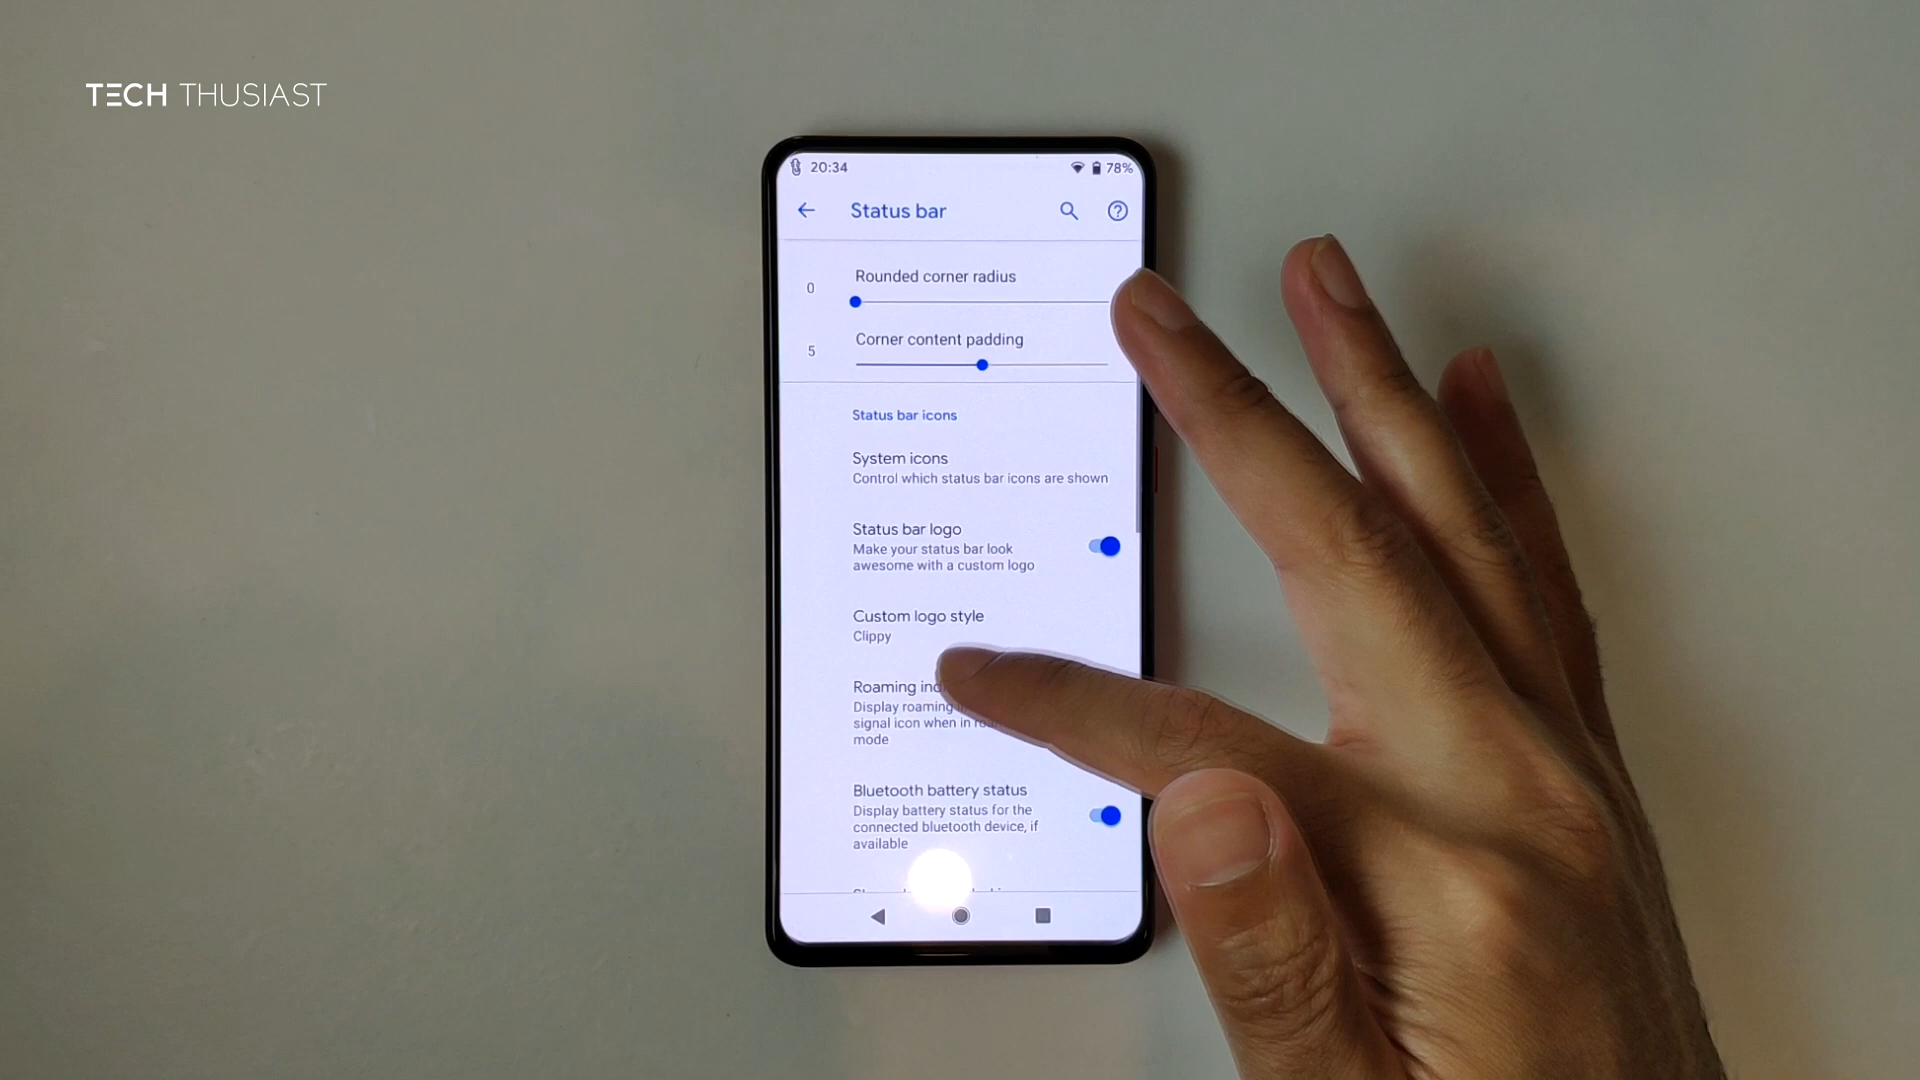 TECH THUSIAST
20:34
78%
Status bar
Rounded corner radius
0
Corner content padding
5
Status bar icons
System icons
Control which status bar icons are shown
Status bar logo
Make your status bar look
awesome with a custom logo
Custom logo style
Clippy
Roaming
Display roaming
signal icon when in
mode
Bluetooth battery status
Display battery status for the
connected bluetooth device, if
available